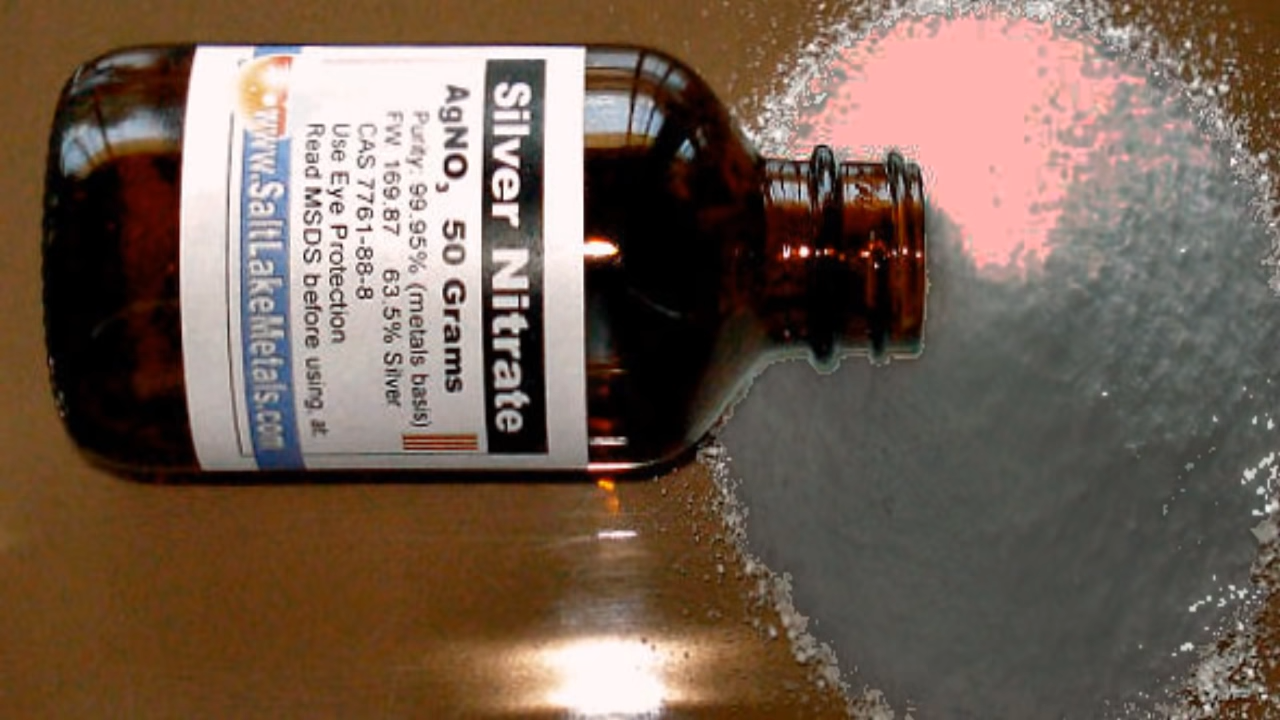 Silver Nitrate
AgNO3 50 Grams
Purity: 99.95% (metals basis)
FW 169.87 63.5% Silver
CAS 7761-88-8
Use Eye Protection
Read MSDS before using, at:
www.SaltLakeMetals.com